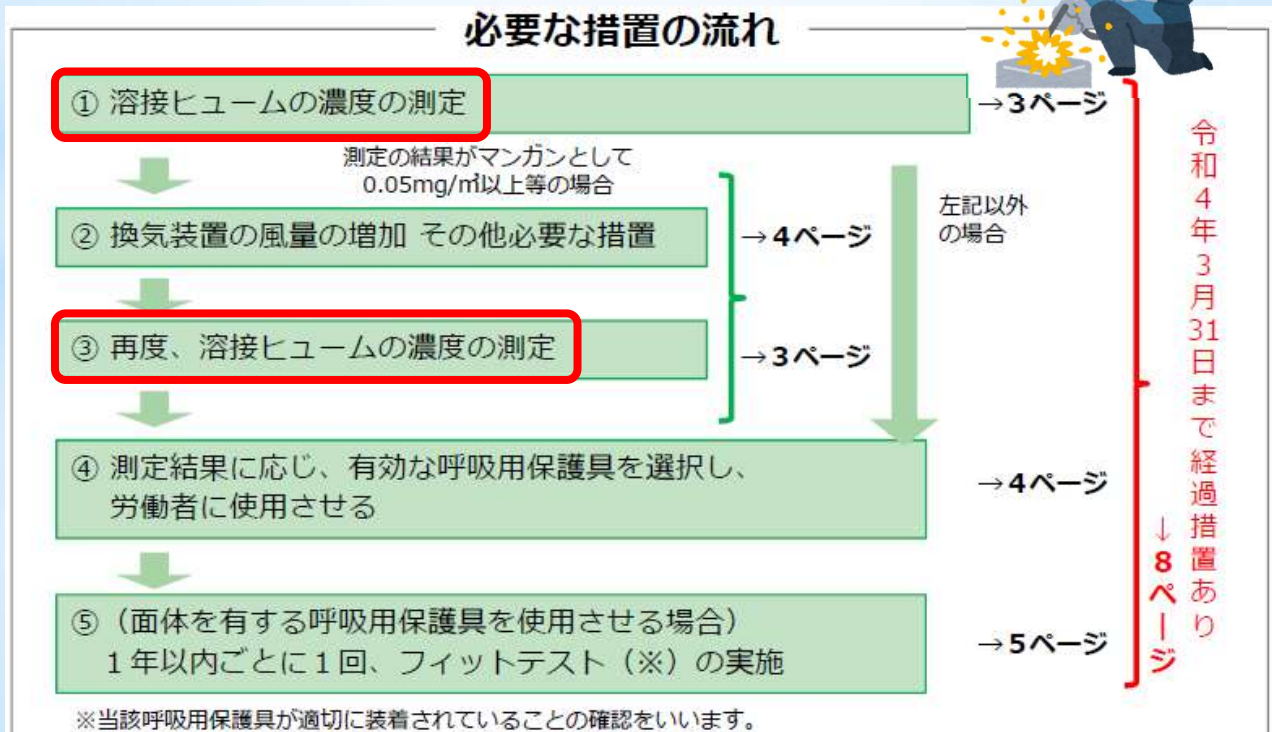 必要な措置の流れ
① 溶接ヒュームの濃度の測定
→3ページ
測定の結果がマンガンとして
0.05mg/㎥以上等の場合
左記以外
の場合
② 換気装置の風量の増加 その他必要な措置
→4ページ
③ 再度、溶接ヒュームの濃度の測定
→3ページ
④ 測定結果に応じ、有効な呼吸用保護具を選択し、
労働者に使用させる
→4ページ
⑤（面体を有する呼吸用保護具を使用させる場合）
１年以内ごとに１回、フィットテスト（※）の実施
→5ページ
令和４年３月31日まで経過措置あり
→8ページ
※当該呼吸用保護具が適切に装着されていることの確認をいいます。